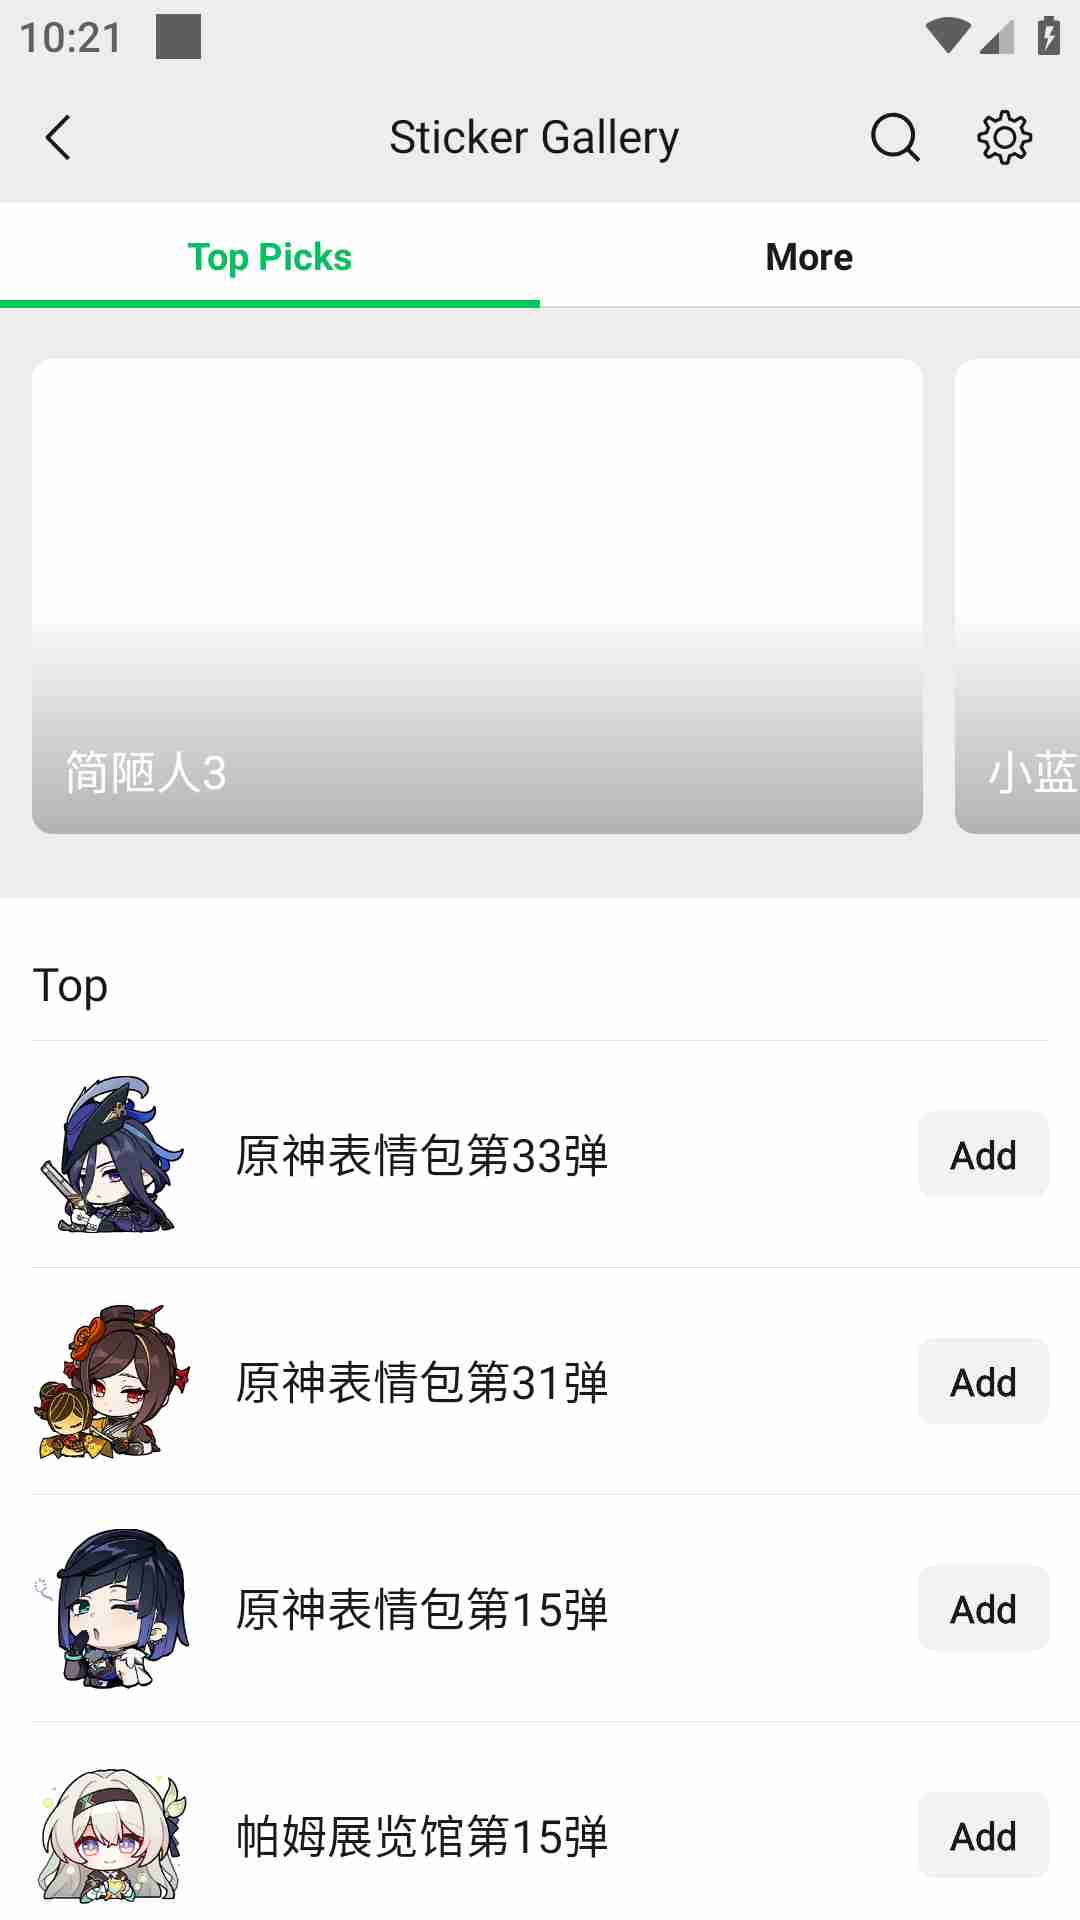 10:21
Sticker Gallery
Top Picks
More
简陋人3
小蓝
Top
原神表情包第33弹
Add
原神表情包第31弹
Add
原神表情包第15弹
Add
帕姆展览馆第15弹
Add